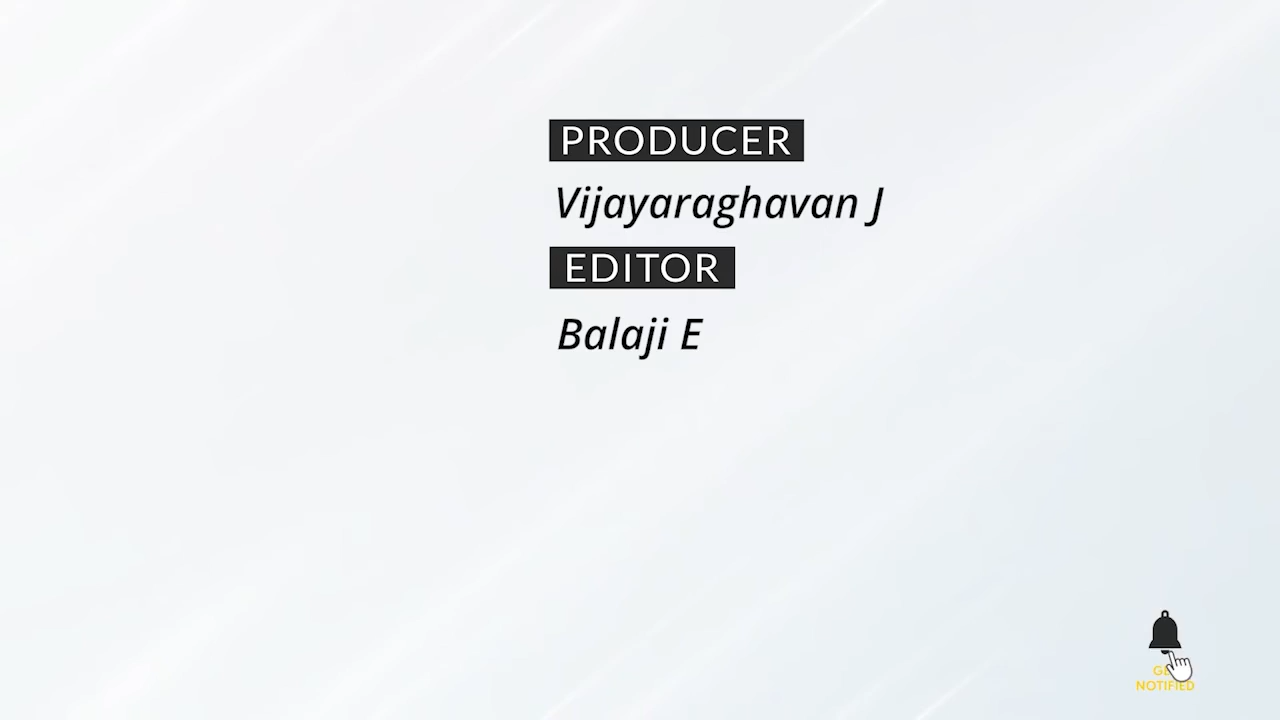 PRODUCER
Vijayaraghavan J
EDITOR
Balaji E
NOTIFIED